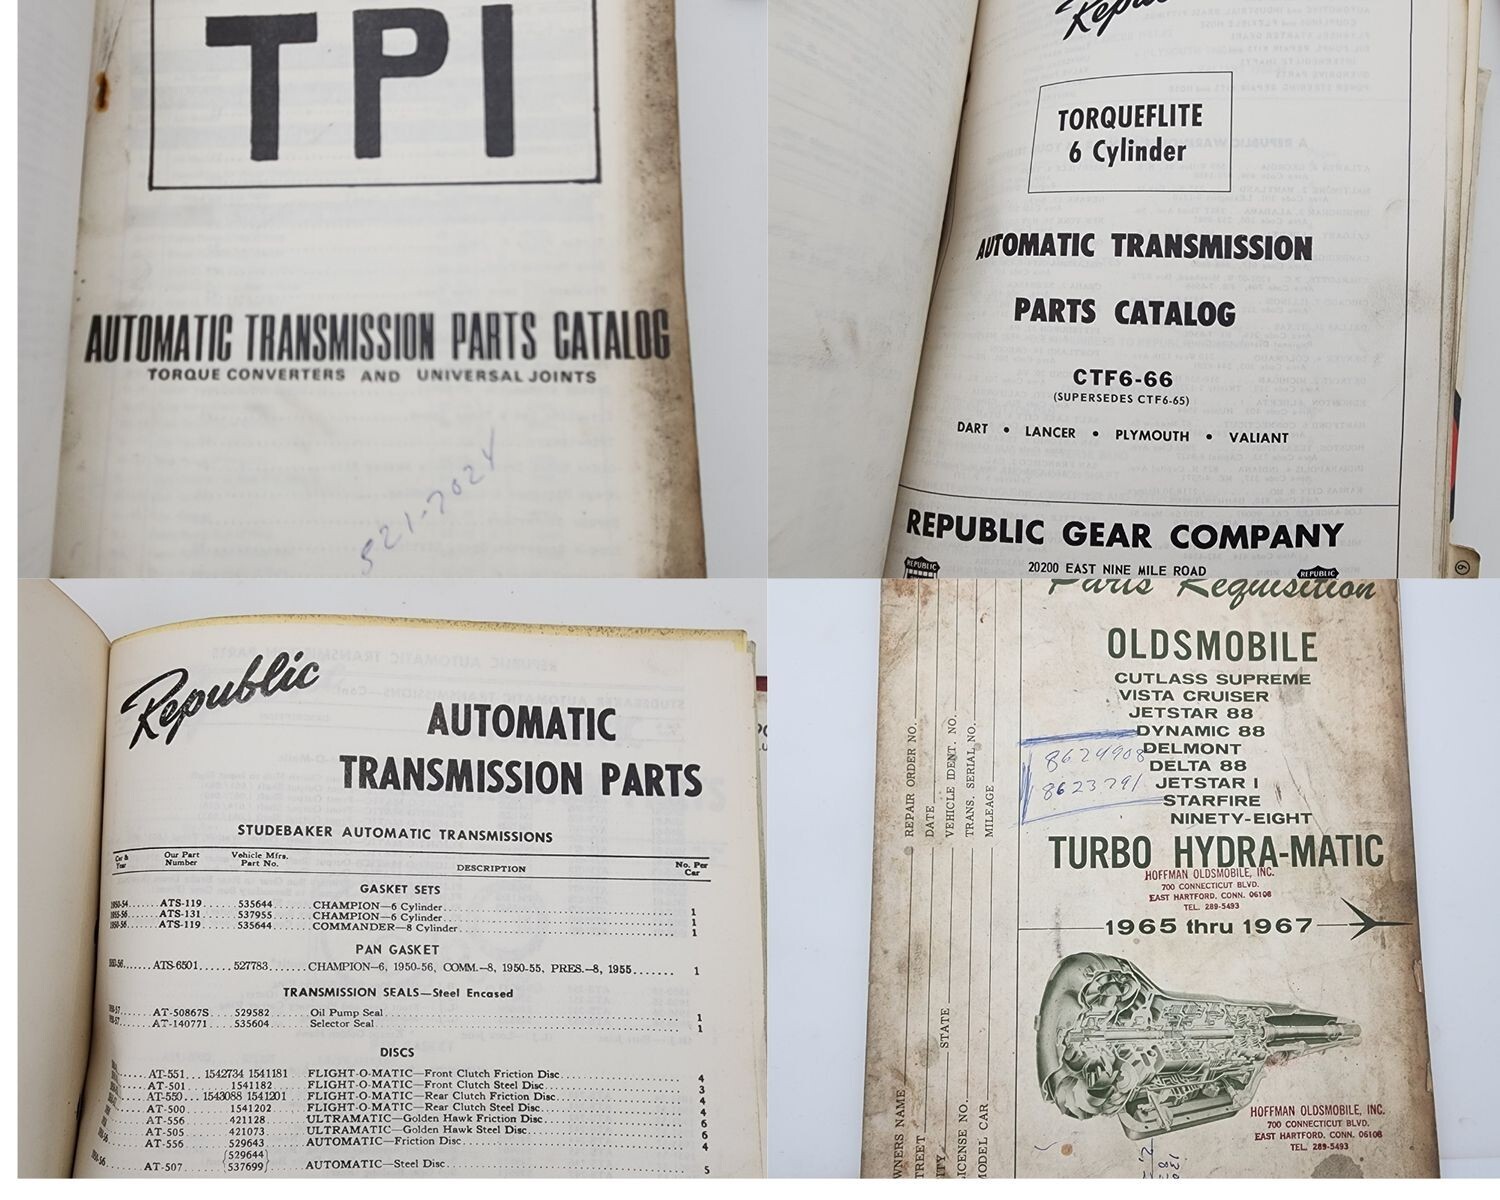 TPI
AUTOMATIC TRANSMISSION PARTS CATALOG
TORQUE CONVERTERS AND UNIVERSAL JOINTS
521-7024
Republic
TORQUEFLITE
6 Cylinder
AUTOMATIC TRANSMISSION
PARTS CATALOG
CTF6-66
(SUPERSEDES CTF6-65)
DART • LANCER • PLYMOUTH • VALIANT
REPUBLIC GEAR COMPANY
REPUBLIC 20200 EAST NINE MILE ROAD REPUBLIC
Republic
AUTOMATIC
TRANSMISSION PARTS
STUDEBAKER AUTOMATIC TRANSMISSIONS
Car & Year Our Part Number Vehicle Mfrs. Part No. DESCRIPTION No. Per Car
GASKET SETS
1950-54......ATS-119......535644......CHAMPION—6 Cylinder......1
1955-56......ATS-131......537955......CHAMPION—6 Cylinder......1
1950-56......ATS-119......535644......COMMANDER—8 Cylinder......1
PAN GASKET
ATS-6501......527783......CHAMPION—6, 1950-56, COMM.—8, 1950-55, PRES.—8, 1955......1
TRANSMISSION SEALS—Steel Encased
AT-50867S......529582......Oil Pump Seal......1
AT-140771......535604......Selector Seal......1
DISCS
AT-551...1542734 1541181 FLIGHT-O-MATIC—Front Clutch Friction Disc......4
AT-501......1541182......FLIGHT-O-MATIC—Front Clutch Steel Disc......3
AT-550...1543088 1541201 FLIGHT-O-MATIC—Rear Clutch Friction Disc......4
AT-500......1541202......FLIGHT-O-MATIC—Rear Clutch Steel Disc......4
AT-556......421128......ULTRAMATIC—Golden Hawk Friction Disc......6
AT-505......421073......ULTRAMATIC—Golden Hawk Steel Disc......6
AT-555......529643......AUTOMATIC—Friction Disc......4
{529644}
AT-507......{537699}......AUTOMATIC—Steel Disc......5
Parts Requisition
OLDSMOBILE
CUTLASS SUPREME
VISTA CRUISER
JETSTAR 88
DYNAMIC 88
DELMONT
DELTA 88
JETSTAR I
STARFIRE
NINETY-EIGHT
8624908
8623791
TURBO HYDRA-MATIC
HOFFMAN OLDSMOBILE, INC.
700 CONNECTICUT BLVD.
EAST HARTFORD, CONN. 06108
TEL. 289-5493
1965 thru 1967
HOFFMAN OLDSMOBILE, INC.
700 CONNECTICUT BLVD.
EAST HARTFORD, CONN. 06108
TEL. 289-5493
REPAIR ORDER NO.
DATE
VEHICLE IDENT. NO.
TRANS. SERIAL NO.
MILEAGE
OWNERS NAME
STREET
CITY STATE
LICENSE NO.
MODEL CAR